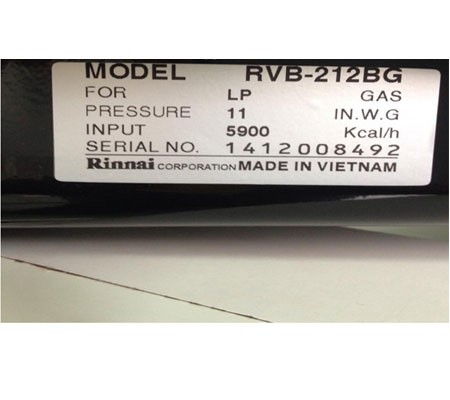 MODEL RVB-212BG
FOR LP GAS
PRESSURE 11 IN.W.G
INPUT 5900 Kcal/h
SERIAL NO. 1412008492
Rinnai CORPORATION MADE IN VIETNAM